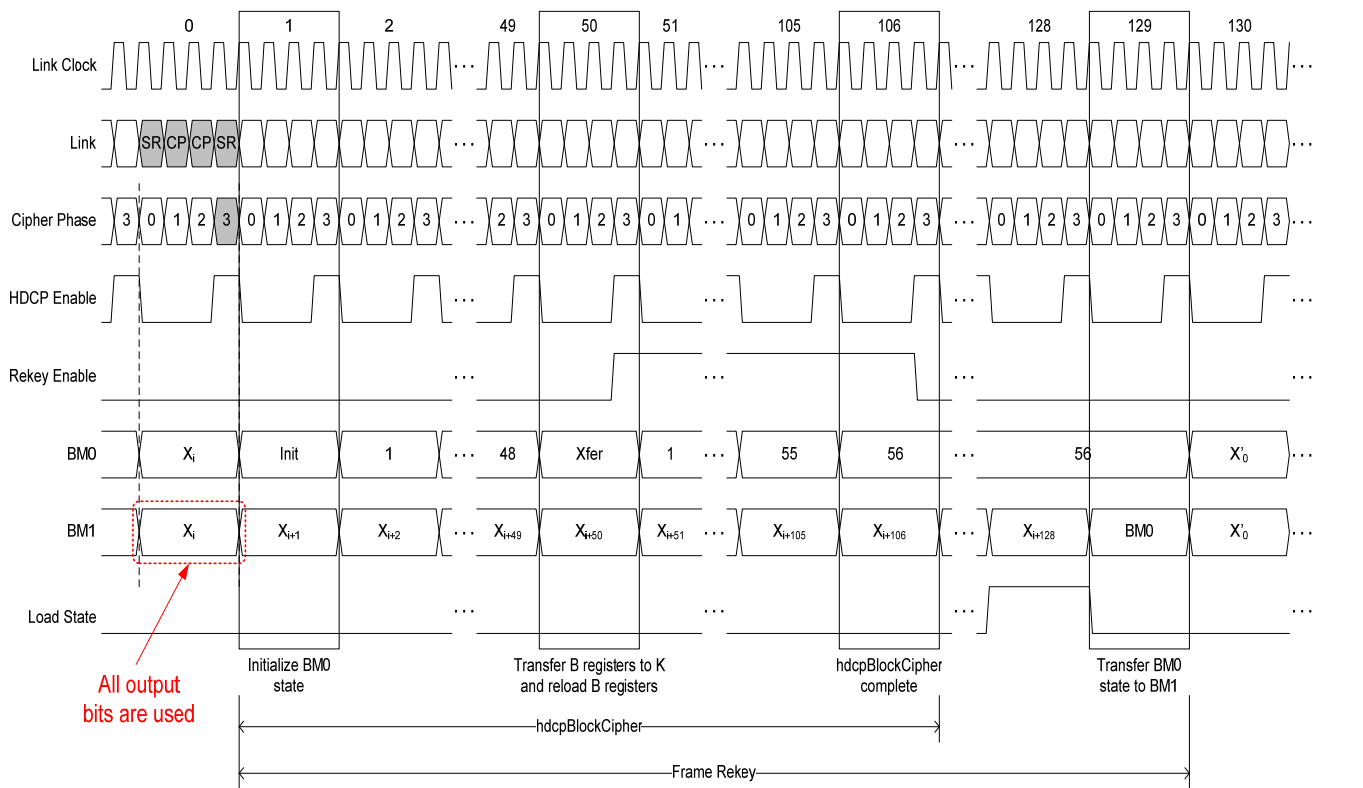 0 1 2 49 50 51 105 106 128 129 130
Link Clock ... ... ... ...
Link SR CP CP SR ... ... ... ...
Cipher Phase 3 0 1 2 3 0 1 2 3 0 1 2 3 ... 2 3 0 1 2 3 0 1 ... 0 1 2 3 0 1 2 3 ... 0 1 2 3 0 1 2 3 0 1 2 3 ...
HDCP Enable ... ... ... ...
Rekey Enable ... ... ... ...
BM0 Xi Init 1 ... 48 Xfer 1 ... 55 56 ... 56 X'0 ...
BM1 Xi Xi+1 Xi+2 ... Xi+49 Xi+50 Xi+51 ... Xi+105 Xi+106 ... Xi+128 BM0 X'0 ...
Load State ... ... ... ...
Initialize BM0 Transfer B registers to K hdcpBlockCipher Transfer BM0
state and reload B registers complete state to BM1
All output
bits are used
hdcpBlockCipher
Frame Rekey